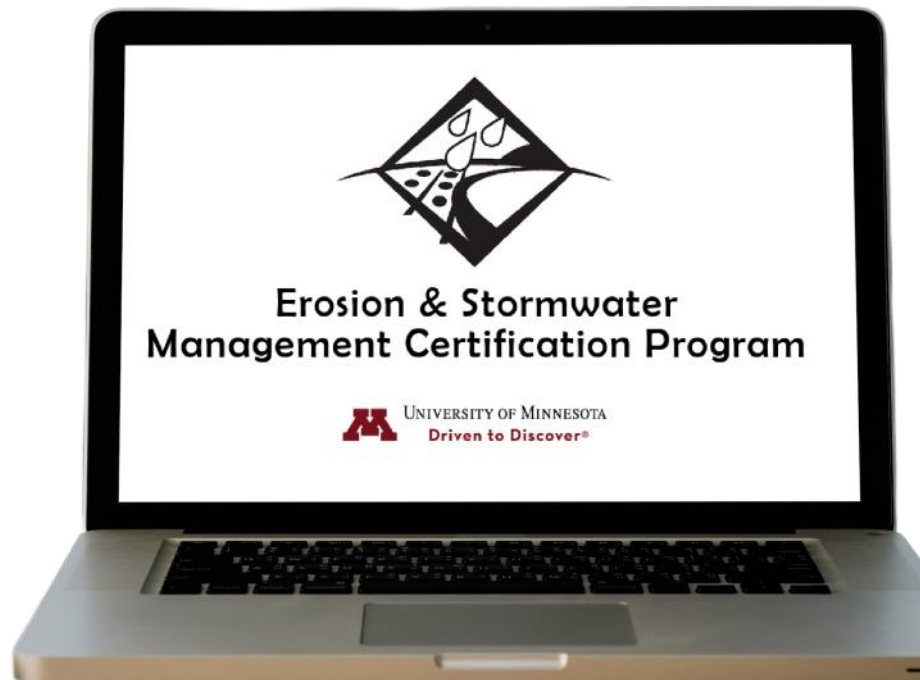 Erosion & Stormwater
Management Certification Program
M
UNIVERSITY OF MINNESOTA
Driven to Discover®